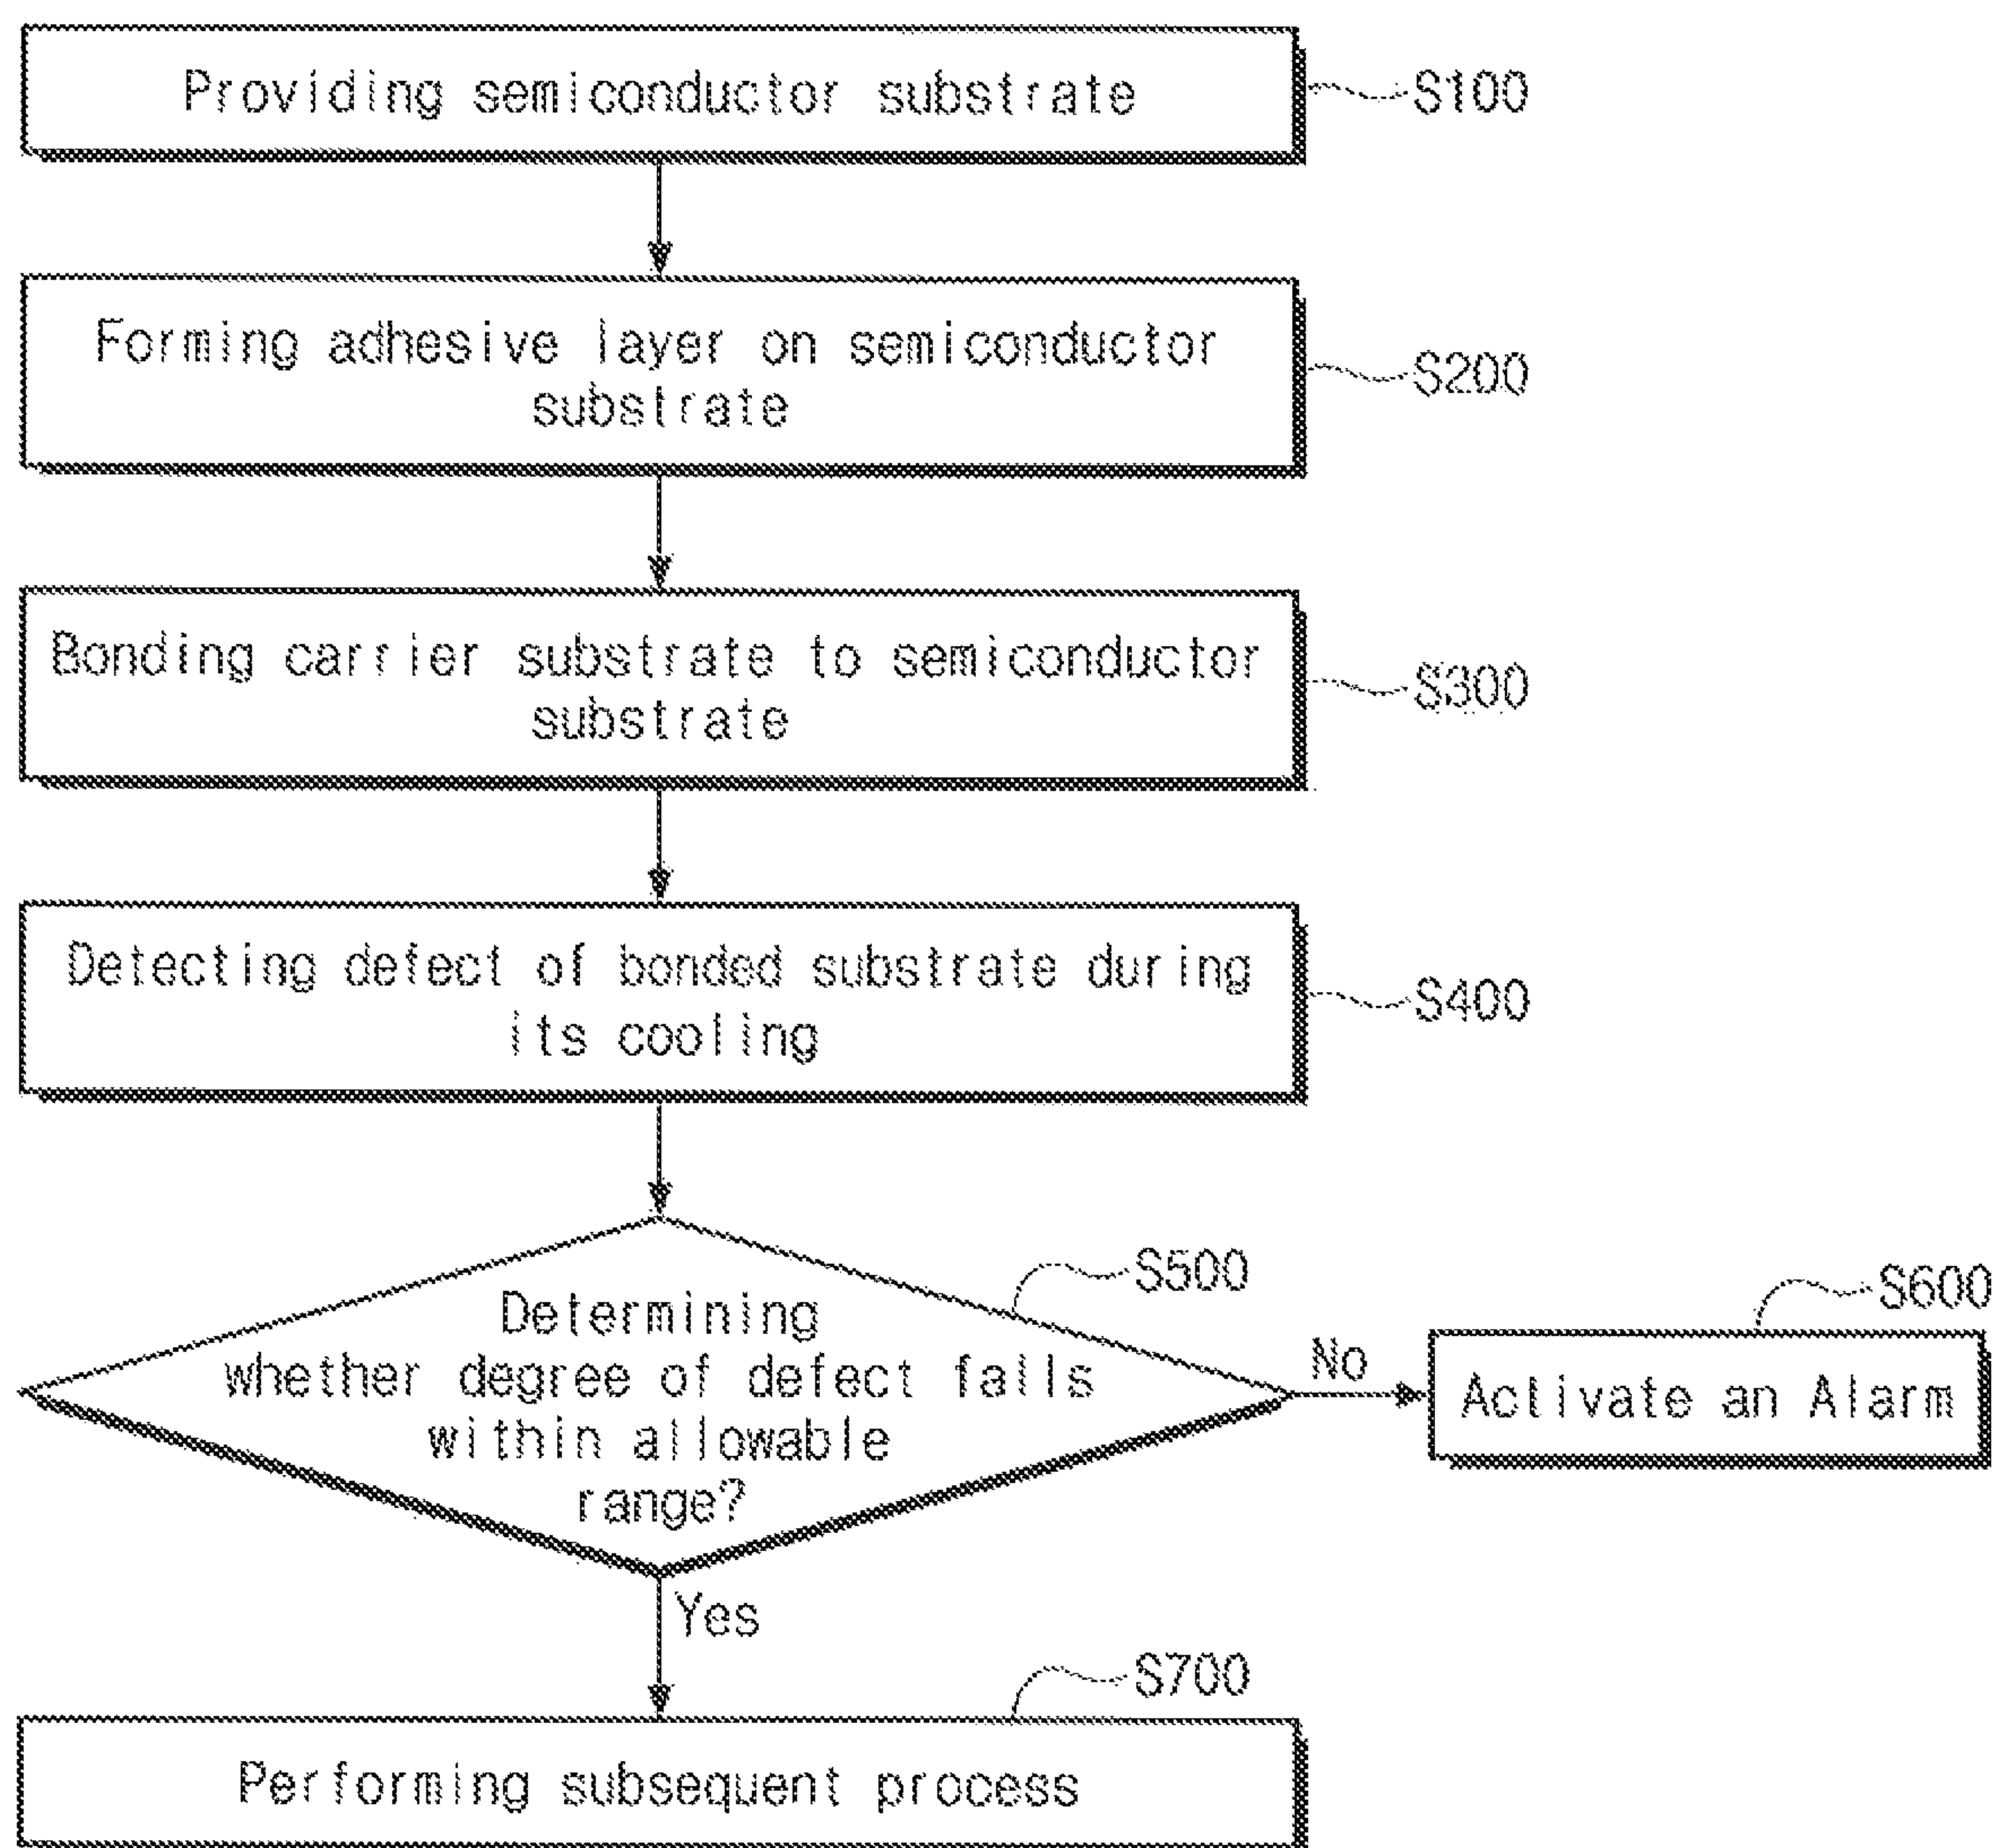 Providing semiconductor substrate
S100
Forming adhesive layer on semiconductor
substrate
S200
Bonding carrier substrate to semiconductor
substrate
S300
Detecting defect of bonded substrate during
its cooling
S400
S500
Determining
whether degree of defect falls
within allowable
range?
No
S600
Activate an Alarm
Yes
S700
Performing subsequent process